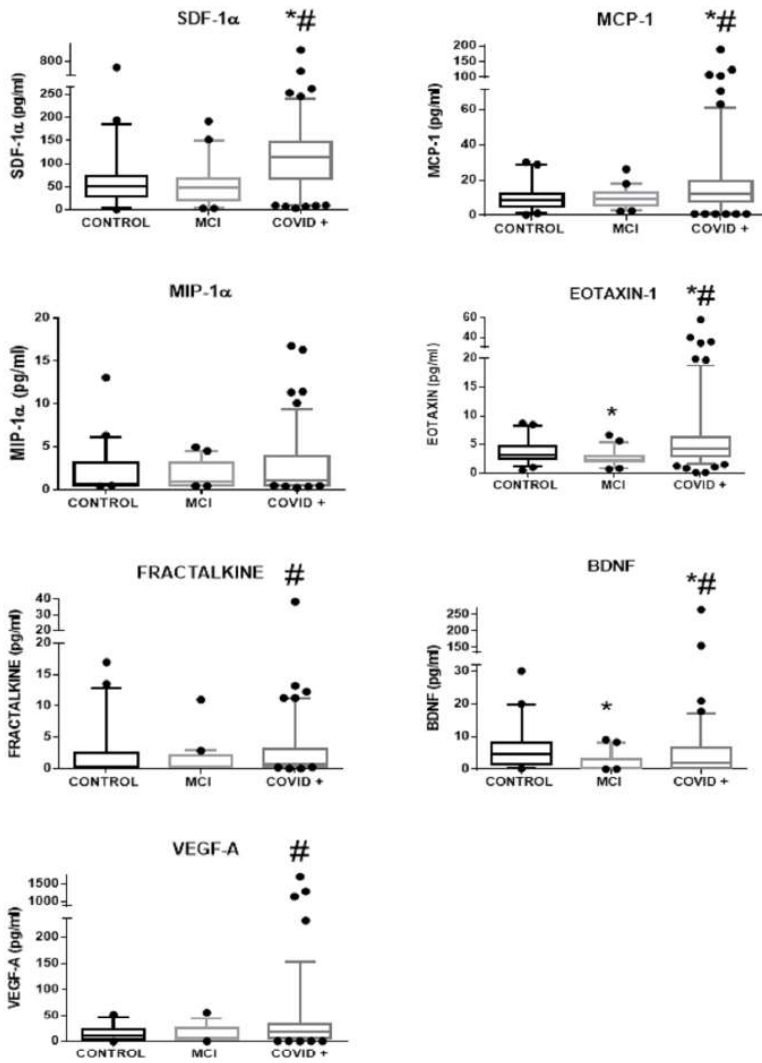 SDF-1α *#
SDF-1α (pg/ml)
800
250
200
150
100
50
0
CONTROL MCI COVID +
MCP-1 *#
MCP-1 (pg/ml)
200
150
100
60
40
20
0
CONTROL MCI COVID +
MIP-1α
MIP-1α (pg/ml)
20
15
10
5
0
CONTROL MCI COVID +
EOTAXIN-1 *#
EOTAXIN (pg/ml)
60
40
20
15
10
5
0
*
CONTROL MCI COVID +
FRACTALKINE #
FRACTALKINE (pg/ml)
40
30
20
20
15
10
5
0
CONTROL MCI COVID +
BDNF *#
BDNF (pg/ml)
250
200
150
100
50
30
20
10
0
*
CONTROL MCI COVID +
VEGF-A #
VEGF-A (pg/ml)
1500
1000
200
150
100
50
0
CONTROL MCI COVID +